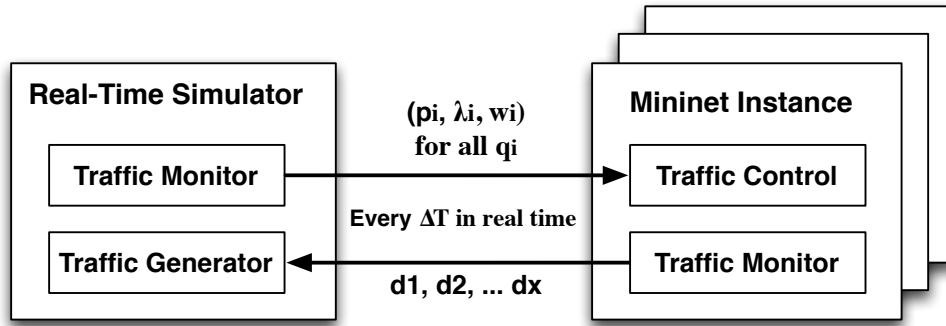 Real-Time Simulator
Traffic Monitor
Traffic Generator
(pi, λi, wi)
for all qi
Every ΔT in real time
d1, d2, ... dx
Mininet Instance
Traffic Control
Traffic Monitor